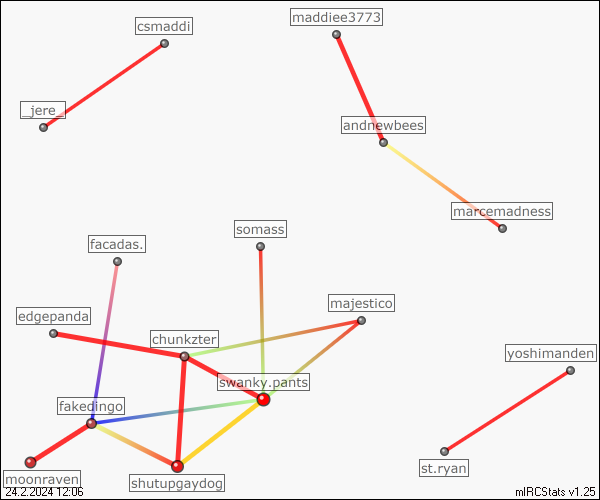 maddiee3773
csmaddi
_jere_
andnewbees
marcemadness
somass
facadas.
majestico
edgepanda
chunkzter
yoshimanden
swanky.pants
fakedingo
st.ryan
moonraven
shutupgaydog
24.2.2024 12:06
mIRCStats v1.25